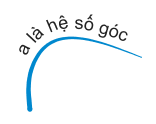 a là hệ số góc